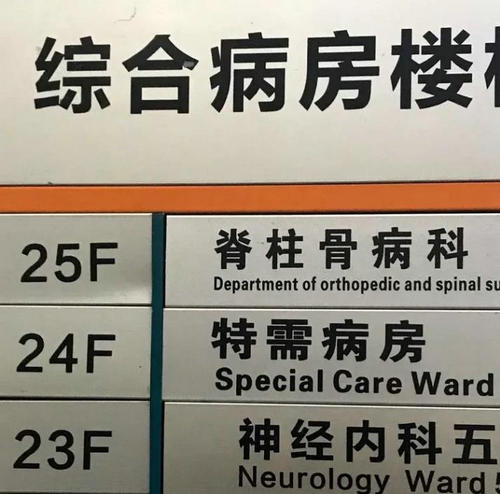 综合病房楼
25F 脊柱骨病科
Department of orthopedic and spinal
24F 特需病房
Special Care Ward
23F 神经内科五
Neurology Ward